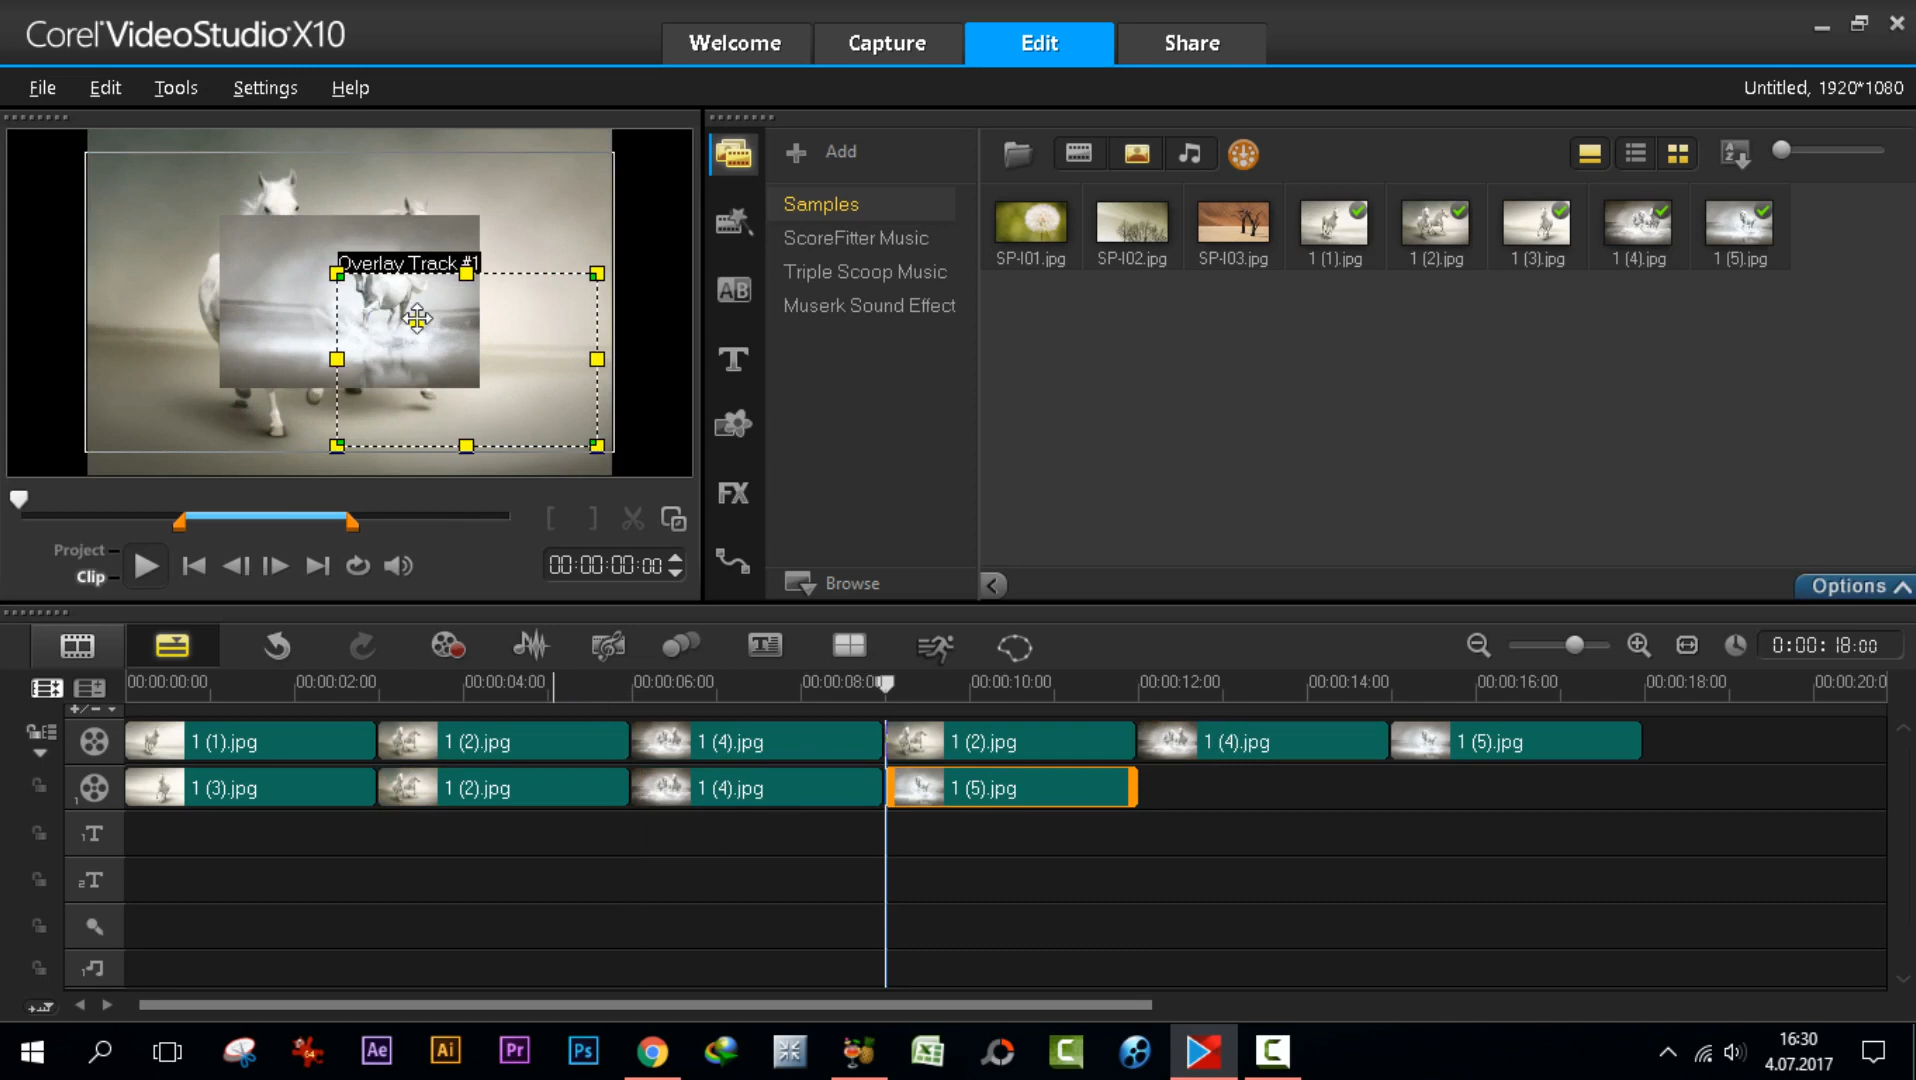 Corel VideoStudio X10
Welcome
Capture
Edit
Share
File
Edit
Tools
Settings
Help
Untitled, 1920*1080
Overlay Track #1
Add
Samples
ScoreFitter Music
Triple Scoop Music
Muserk Sound Effect
SP-I01.jpg
SP-I02.jpg
SP-I03.jpg
1 (1).jpg
1 (2).jpg
1 (3).jpg
1 (4).jpg
1 (5).jpg
AB
T
FX
Project
Clip
00:00:00:00
Browse
Options
0:00:18:00
00:00:00:00
00:00:02:00
00:00:04:00
00:00:06:00
00:00:08:0
00:00:10:00
00:00:12:00
00:00:14:00
00:00:16:00
00:00:18:00
00:00:20:0
1 (1).jpg
1 (2).jpg
1 (4).jpg
1 (2).jpg
1 (4).jpg
1 (5).jpg
1
1 (3).jpg
1 (2).jpg
1 (4).jpg
1 (5).jpg
1T
2T
1
Ae
Ai
Pr
Ps
16:30
4.07.2017